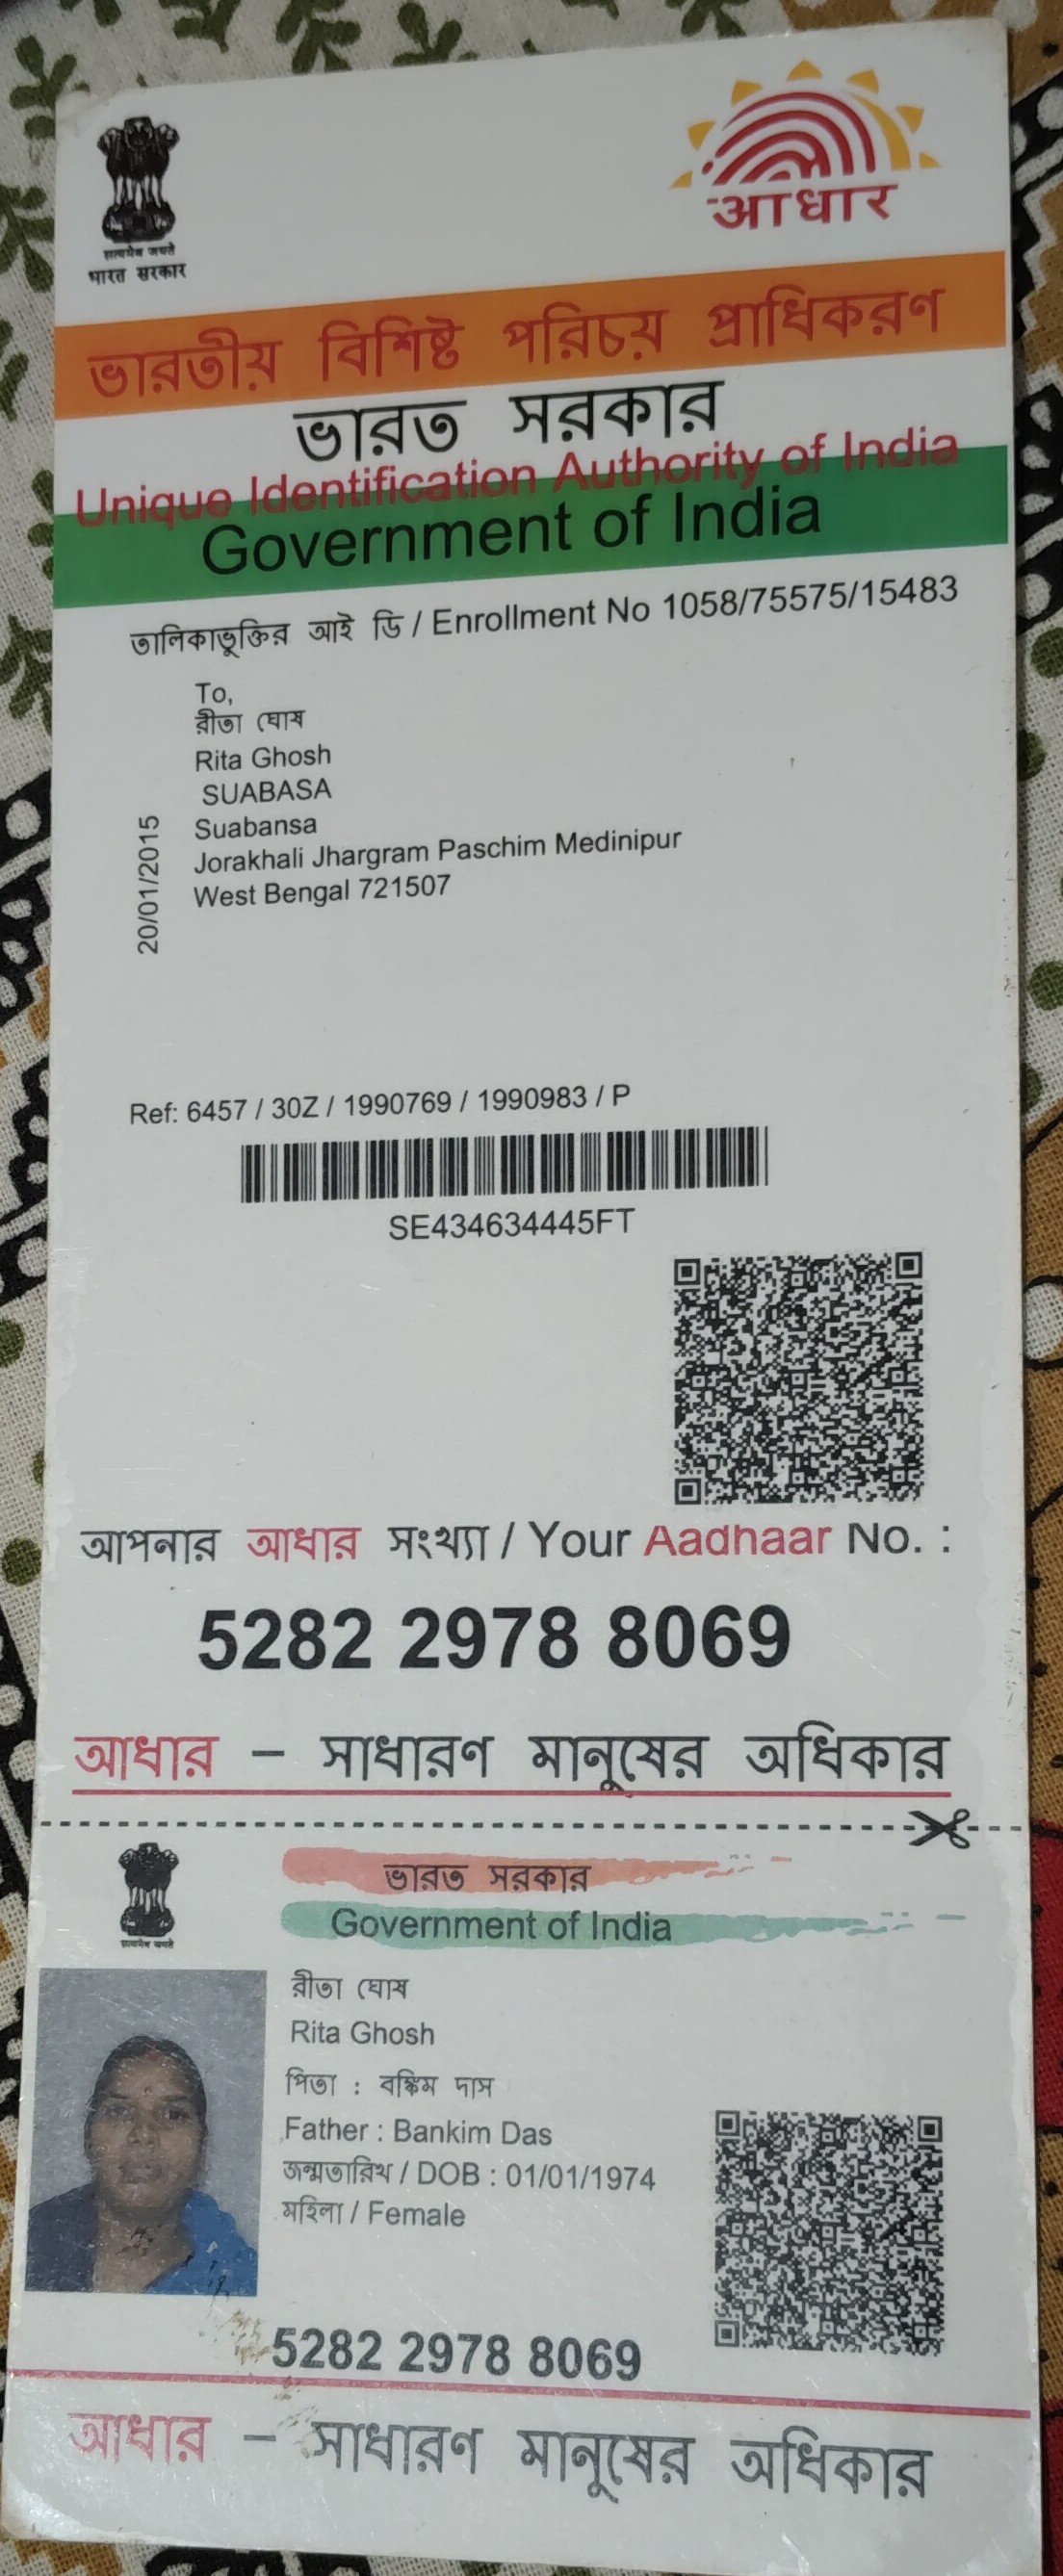 सत्यमेव जयते
भारत सरकार
आधार
ভারতীয় বিশিষ্ট পরিচয় প্রাধিকরণ
ভারত সরকার
Unique Identification Authority of India
Government of India
তালিকাভুক্তির আই ডি / Enrollment No 1058/75575/15483
To,
রীতা ঘোষ
Rita Ghosh
SUABASA
Suabansa
Jorakhali Jhargram Paschim Medinipur
West Bengal 721507
20/01/2015
Ref: 6457 / 30Z / 1990769 / 1990983 / P
SE434634445FT
আপনার আধার সংখ্যা / Your Aadhaar No. :
5282 2978 8069
আধার – সাধারণ মানুষের অধিকার
सत्यमेव जयते
ভারত সরকার
Government of India
রীতা ঘোষ
Rita Ghosh
পিতা : বঙ্কিম দাস
Father : Bankim Das
জন্মতারিখ / DOB : 01/01/1974
মহিলা / Female
5282 2978 8069
আধার – সাধারণ মানুষের অধিকার